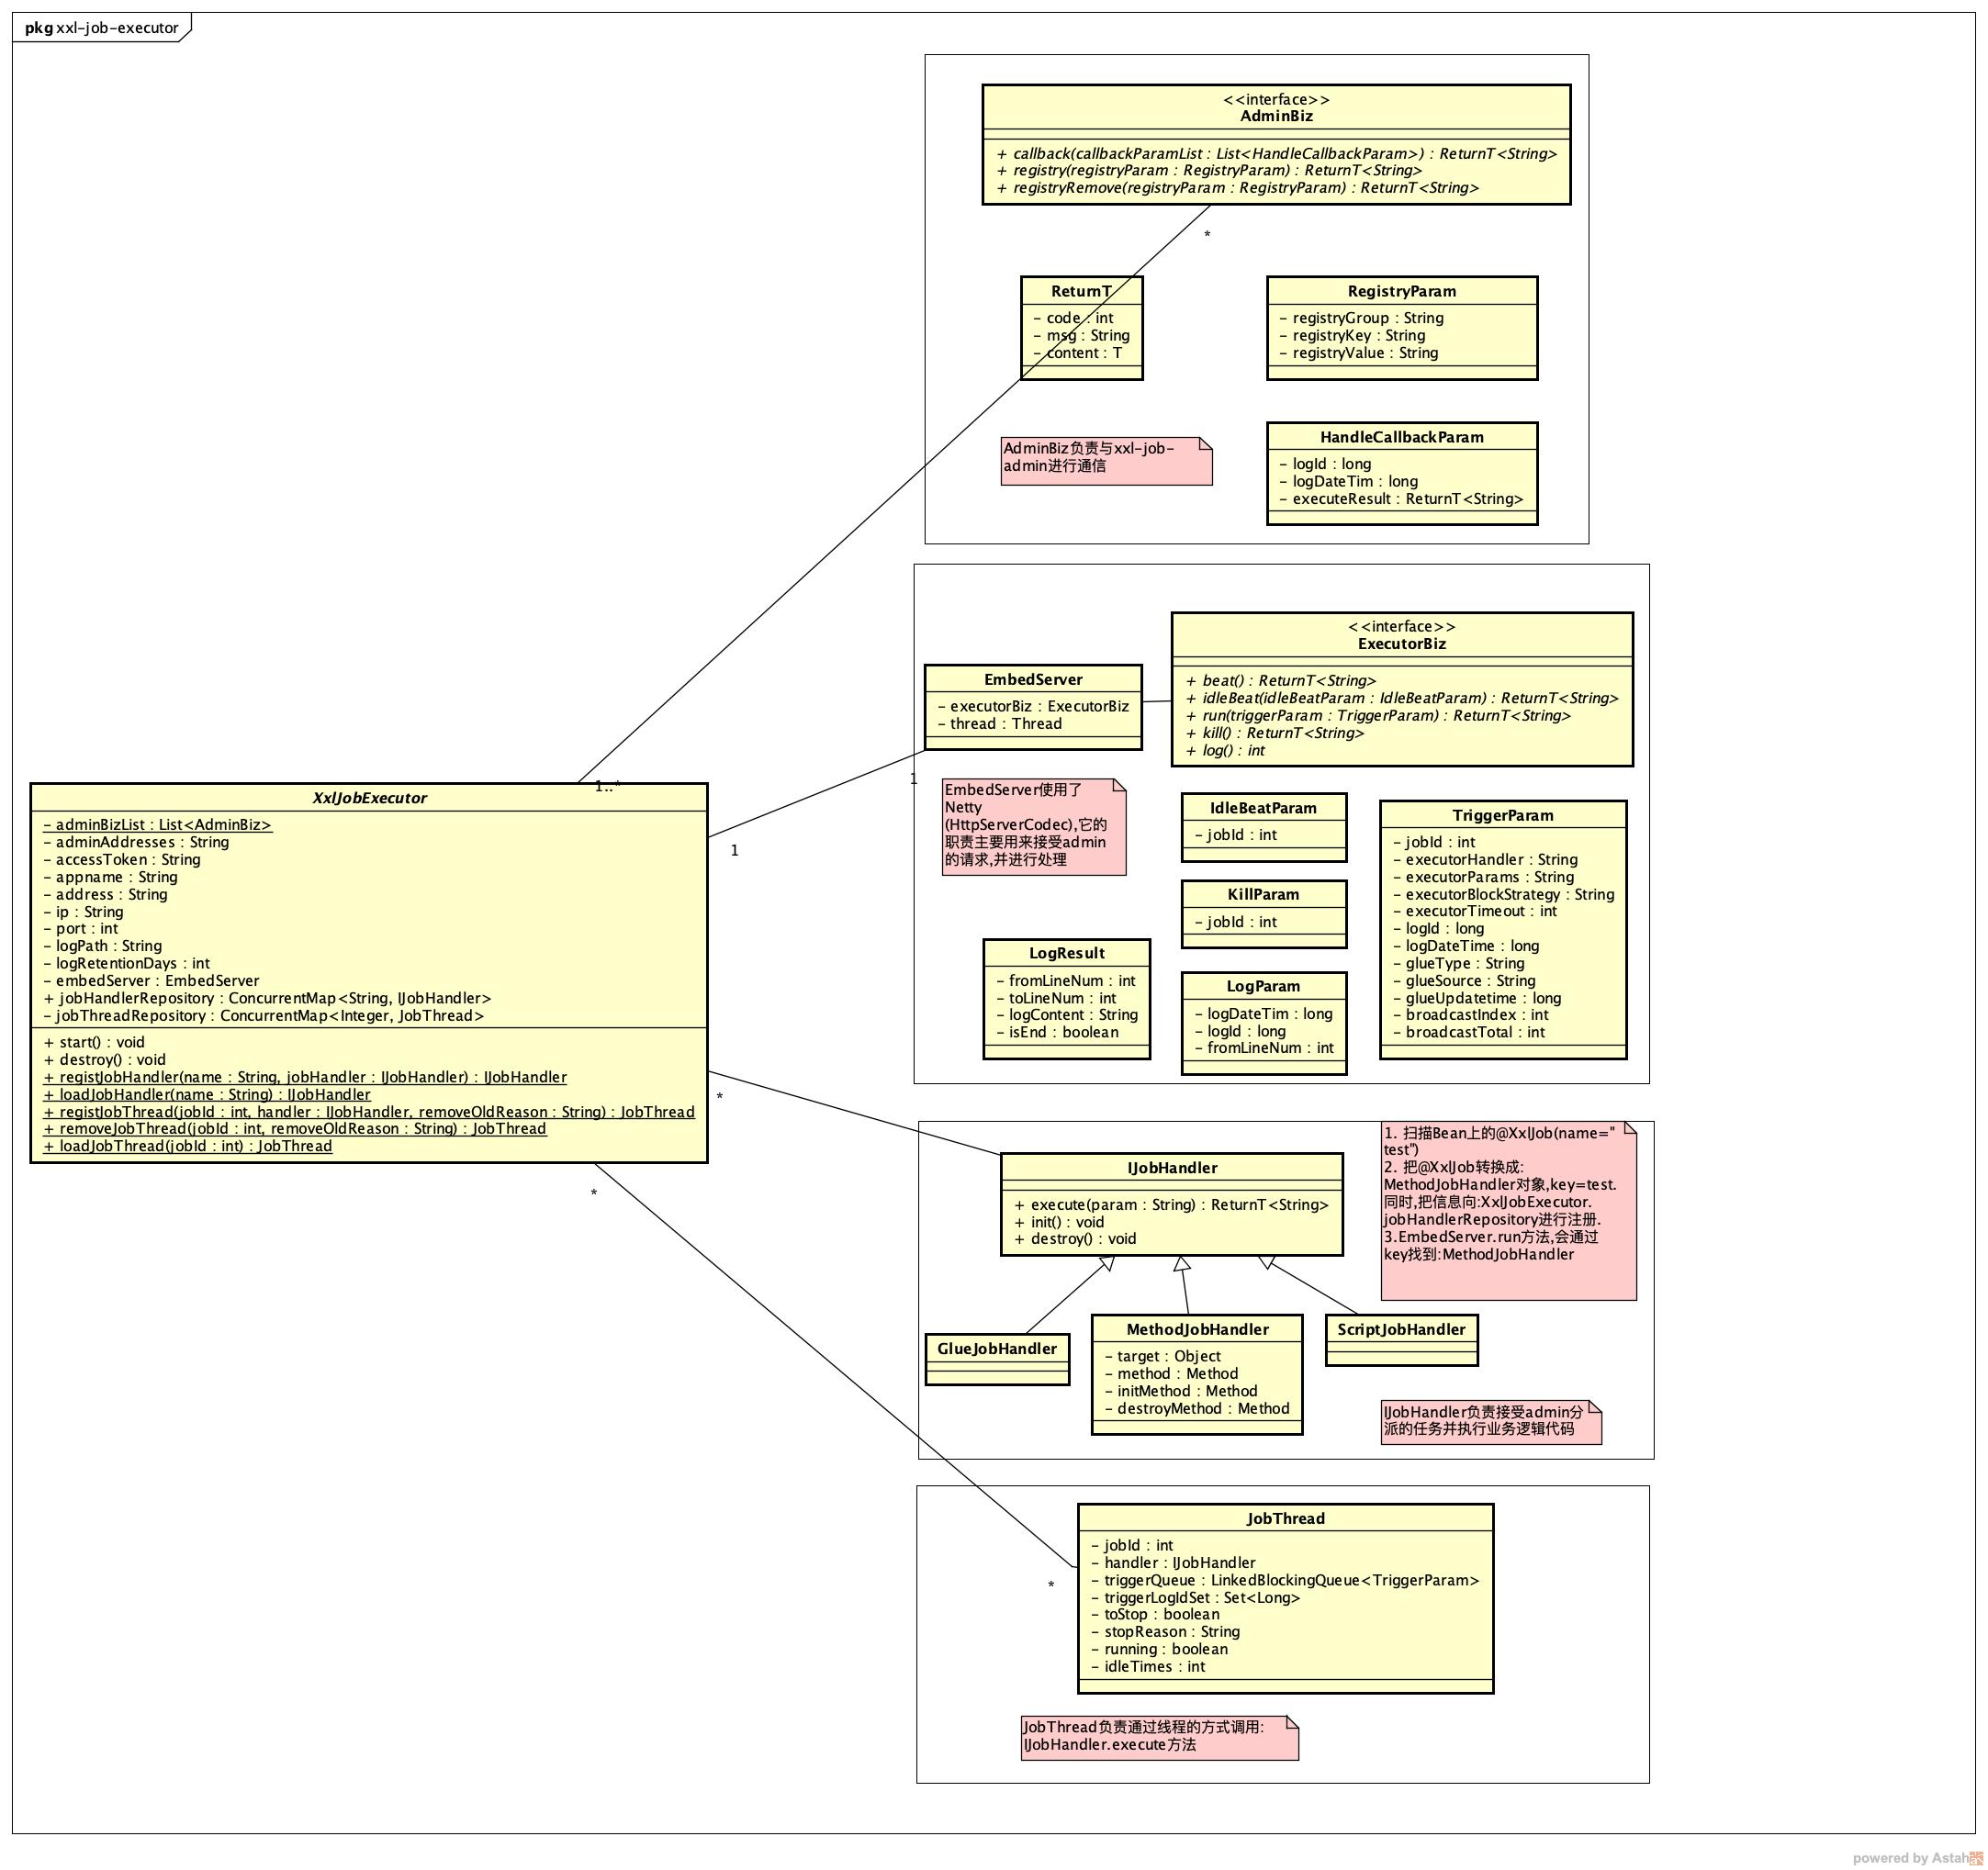 pkg xxl-job-executor
<<interface>>
AdminBiz
+ callback(callbackParamList : List<HandleCallbackParam>) : ReturnT<String>
+ registry(registryParam : RegistryParam) : ReturnT<String>
+ registryRemove(registryParam : RegistryParam) : ReturnT<String>
*
ReturnT
- code : int
- msg : String
- content : T
RegistryParam
- registryGroup : String
- registryKey : String
- registryValue : String
AdminBiz负责与xxl-job-
admin进行通信
HandleCallbackParam
- logId : long
- logDateTim : long
- executeResult : ReturnT<String>
<<interface>>
ExecutorBiz
+ beat() : ReturnT<String>
+ idleBeat(idleBeatParam : IdleBeatParam) : ReturnT<String>
+ run(triggerParam : TriggerParam) : ReturnT<String>
+ kill() : ReturnT<String>
+ log() : int
EmbedServer
- executorBiz : ExecutorBiz
- thread : Thread
1
EmbedServer使用了
Netty
(HttpServerCodec),它的
职责主要用来接受admin
的请求,并进行处理
IdleBeatParam
- jobId : int
KillParam
- jobId : int
TriggerParam
- jobId : int
- executorHandler : String
- executorParams : String
- executorBlockStrategy : String
- executorTimeout : int
- logId : long
- logDateTime : long
- glueType : String
- glueSource : String
- glueUpdatetime : long
- broadcastIndex : int
- broadcastTotal : int
LogResult
- fromLineNum : int
- toLineNum : int
- logContent : String
- isEnd : boolean
LogParam
- logDateTim : long
- logId : long
- fromLineNum : int
1..*
XxlJobExecutor
- adminBizList : List<AdminBiz>
- adminAddresses : String
- accessToken : String
- appname : String
- address : String
- ip : String
- port : int
- logPath : String
- logRetentionDays : int
- embedServer : EmbedServer
+ jobHandlerRepository : ConcurrentMap<String, IJobHandler>
- jobThreadRepository : ConcurrentMap<Integer, JobThread>
+ start() : void
+ destroy() : void
+ registJobHandler(name : String, jobHandler : IJobHandler) : IJobHandler
+ loadJobHandler(name : String) : IJobHandler
+ registJobThread(jobId : int, handler : IJobHandler, removeOldReason : String) : JobThread
+ removeJobThread(jobId : int, removeOldReason : String) : JobThread
+ loadJobThread(jobId : int) : JobThread
1
*
*
IJobHandler
+ execute(param : String) : ReturnT<String>
+ init() : void
+ destroy() : void
1. 扫描Bean上的@XxlJob(name="
test")
2. 把@XxlJob转换成:
MethodJobHandler对象,key=test.
同时,把信息向:XxlJobExecutor.
jobHandlerRepository进行注册.
3.EmbedServer.run方法,会通过
key找到:MethodJobHandler
GlueJobHandler
MethodJobHandler
- target : Object
- method : Method
- initMethod : Method
- destroyMethod : Method
ScriptJobHandler
IJobHandler负责接受admin分
派的任务并执行业务逻辑代码
JobThread
- jobId : int
- handler : IJobHandler
- triggerQueue : LinkedBlockingQueue<TriggerParam>
- triggerLogIdSet : Set<Long>
- toStop : boolean
- stopReason : String
- running : boolean
- idleTimes : int
*
JobThread负责通过线程的方式调用:
IJobHandler.execute方法
powered by Astah